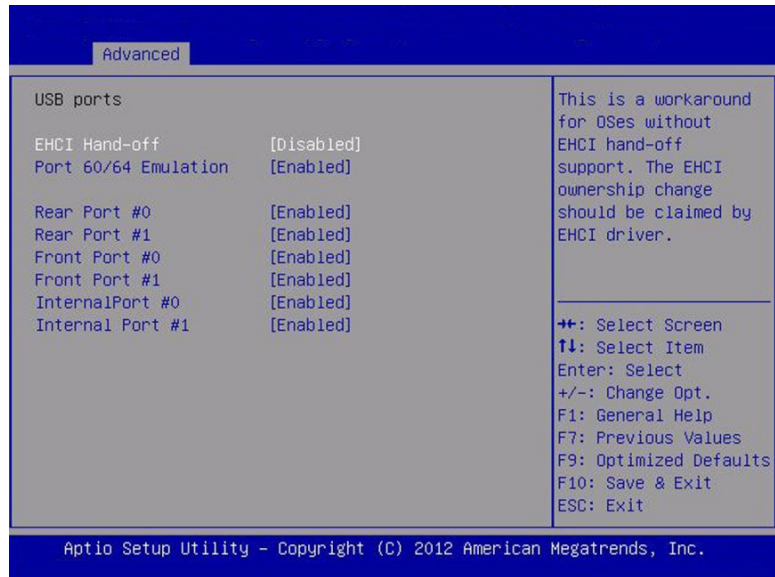 Advanced
USB ports
EHCI Hand-off [Disabled]
Port 60/64 Emulation [Enabled]
Rear Port #0 [Enabled]
Rear Port #1 [Enabled]
Front Port #0 [Enabled]
Front Port #1 [Enabled]
InternalPort #0 [Enabled]
Internal Port #1 [Enabled]
This is a workaround
for OSes without
EHCI hand-off
support. The EHCI
ownership change
should be claimed by
EHCI driver.
→←: Select Screen
↑↓: Select Item
Enter: Select
+/-: Change Opt.
F1: General Help
F7: Previous Values
F9: Optimized Defaults
F10: Save & Exit
ESC: Exit
Aptio Setup Utility - Copyright (C) 2012 American Megatrends, Inc.